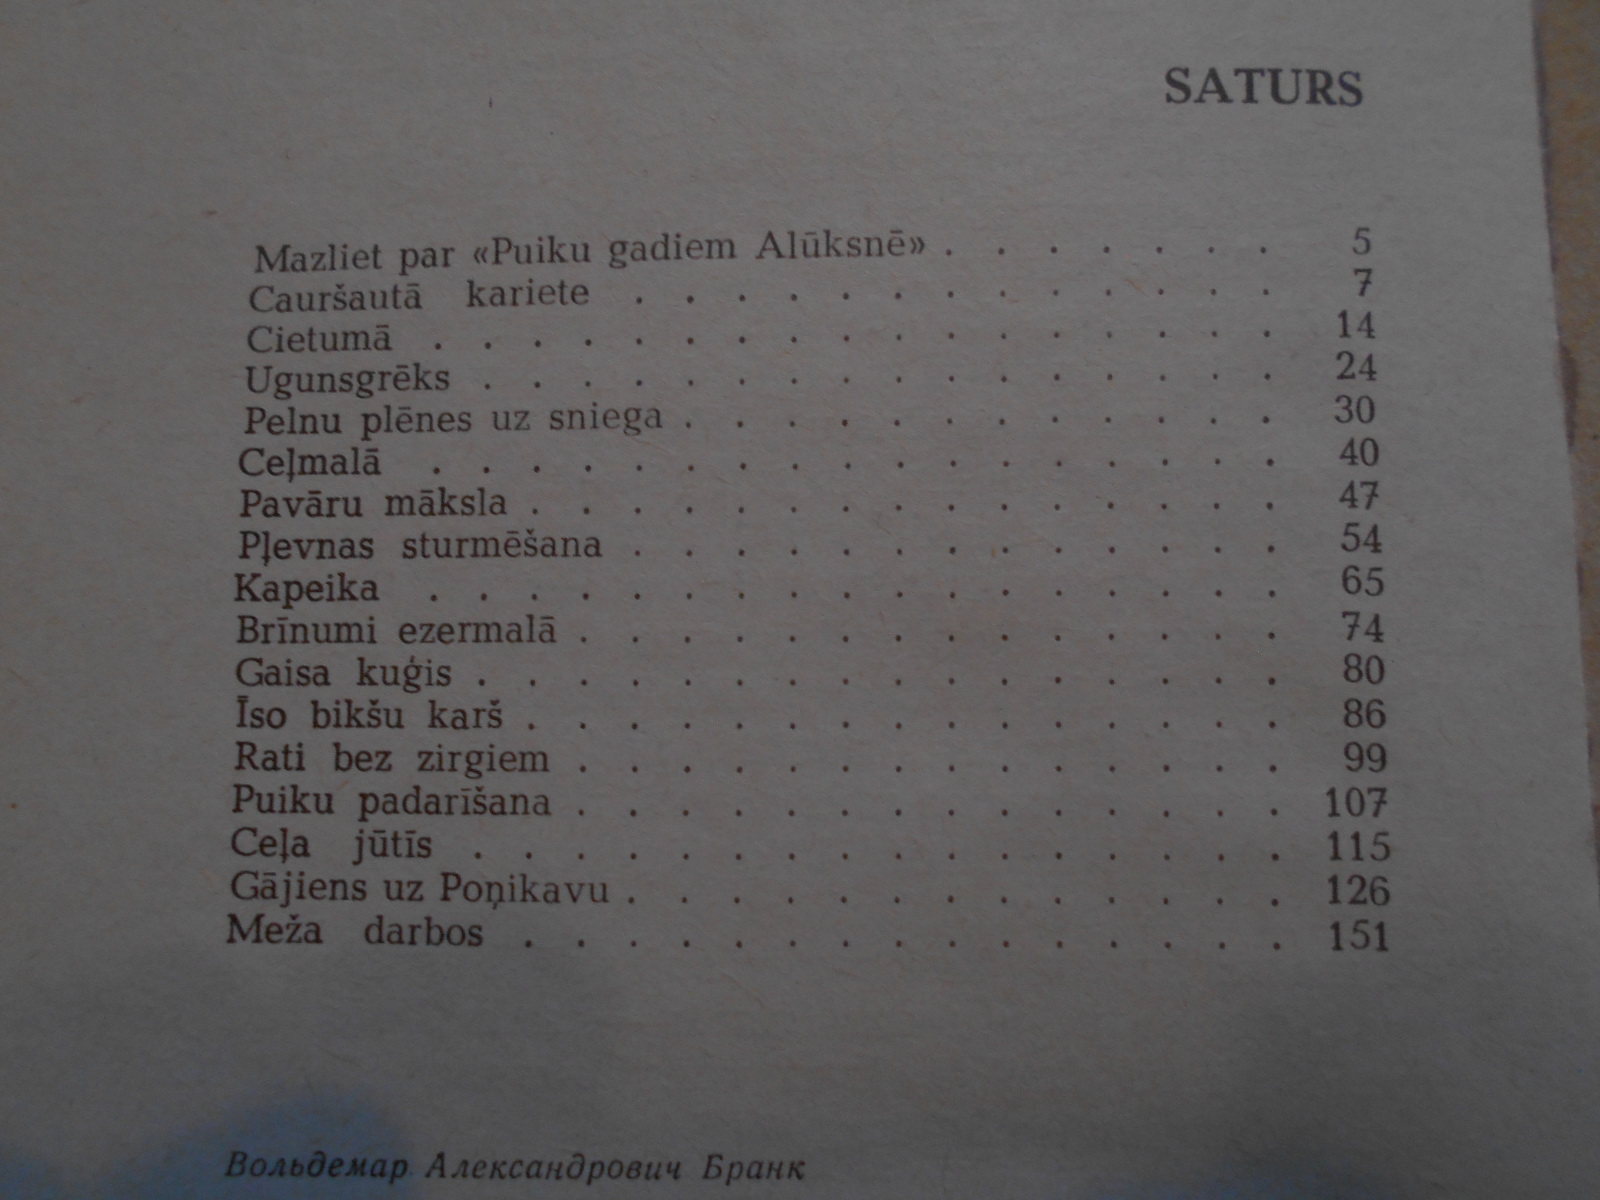 SATURS
Mazliet par «Puiku gadiem Alūksnē» . . . . . . . 5
Cauršautā kariete . . . . . . . . . . . . . 7
Cietumā . . . . . . . . . . . . . . . . . 14
Ugunsgrēks . . . . . . . . . . . . . . . . 24
Pelnu plēnes uz sniega . . . . . . . . . . . . 30
Ceļmalā . . . . . . . . . . . . . . . . . 40
Pavāru māksla . . . . . . . . . . . . . . . 47
Pļevnas sturmēšana . . . . . . . . . . . . . 54
Kapeika . . . . . . . . . . . . . . . . . 65
Brīnumi ezermalā . . . . . . . . . . . . . . 74
Gaisa kuģis . . . . . . . . . . . . . . . . 80
Īso bikšu karš . . . . . . . . . . . . . . . 86
Rati bez zirgiem . . . . . . . . . . . . . . 99
Puiku padarīšana . . . . . . . . . . . . . . 107
Ceļa jūtīs . . . . . . . . . . . . . . . . 115
Gājiens uz Poņikavu . . . . . . . . . . . . . 126
Meža darbos . . . . . . . . . . . . . . . 151
Вольдемар Александрович Бранк